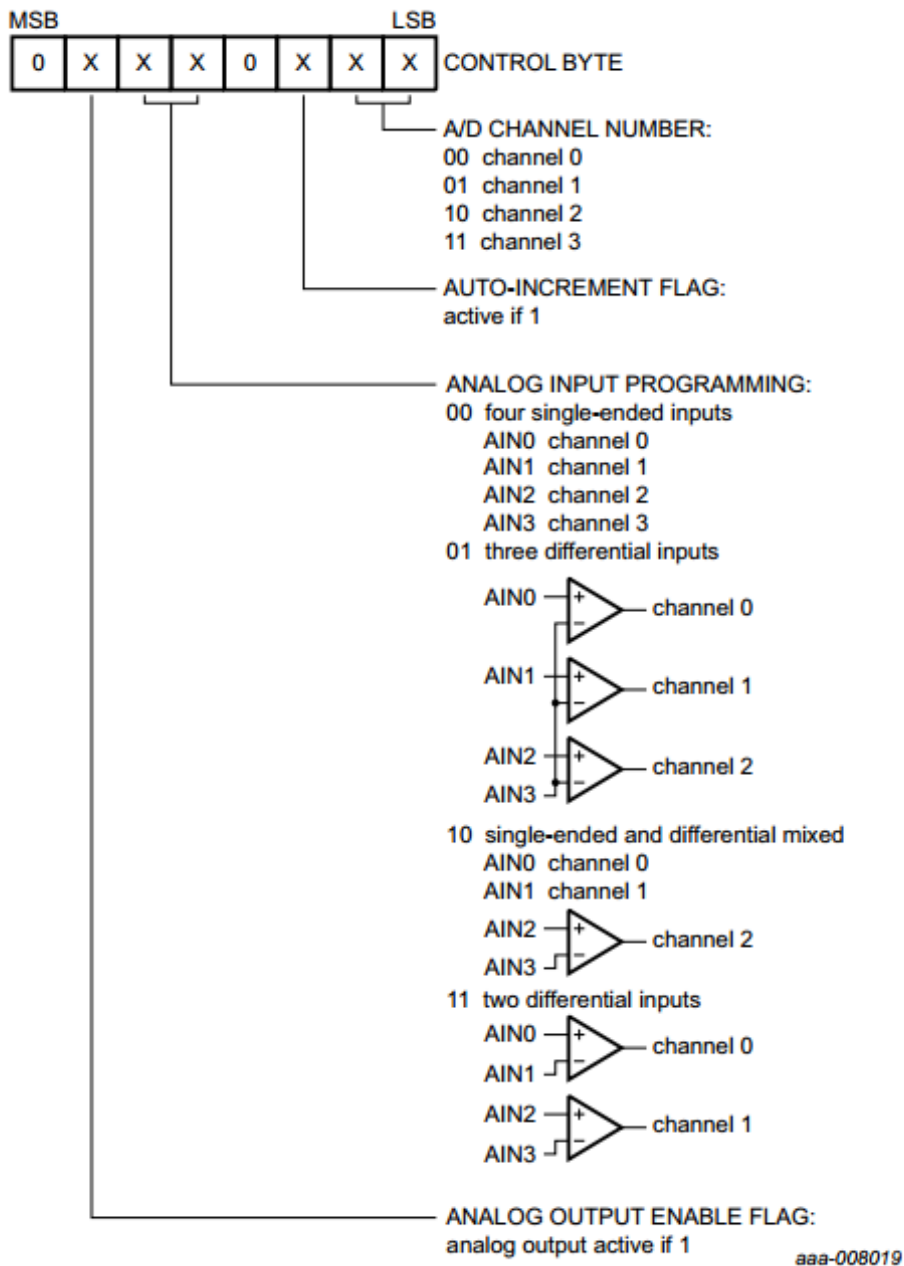 MSB LSB
0 X X X 0 X X X CONTROL BYTE
A/D CHANNEL NUMBER:
00 channel 0
01 channel 1
10 channel 2
11 channel 3
AUTO-INCREMENT FLAG:
active if 1
ANALOG INPUT PROGRAMMING:
00 four single-ended inputs
AIN0 channel 0
AIN1 channel 1
AIN2 channel 2
AIN3 channel 3
01 three differential inputs
AIN0 + − channel 0
AIN1 + − channel 1
AIN2 + − channel 2
AIN3
10 single-ended and differential mixed
AIN0 channel 0
AIN1 channel 1
AIN2 + − channel 2
AIN3
11 two differential inputs
AIN0 + − channel 0
AIN1
AIN2 + − channel 1
AIN3
ANALOG OUTPUT ENABLE FLAG:
analog output active if 1
aaa-008019